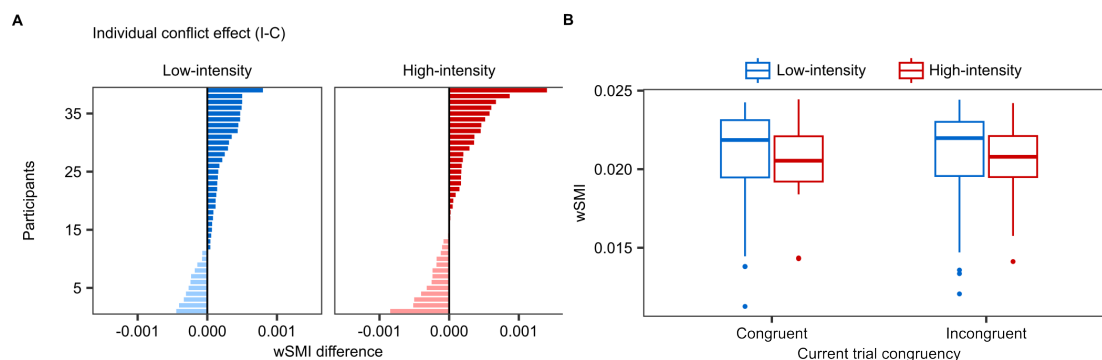 A
Individual conflict effect (I-C)
Low-intensity
High-intensity
Participants
35
25
15
5
-0.001
0.000
0.001
-0.001
0.000
0.001
wSMI difference
B
Low-intensity
High-intensity
wSMI
0.025
0.020
0.015
Congruent
Incongruent
Current trial congruency